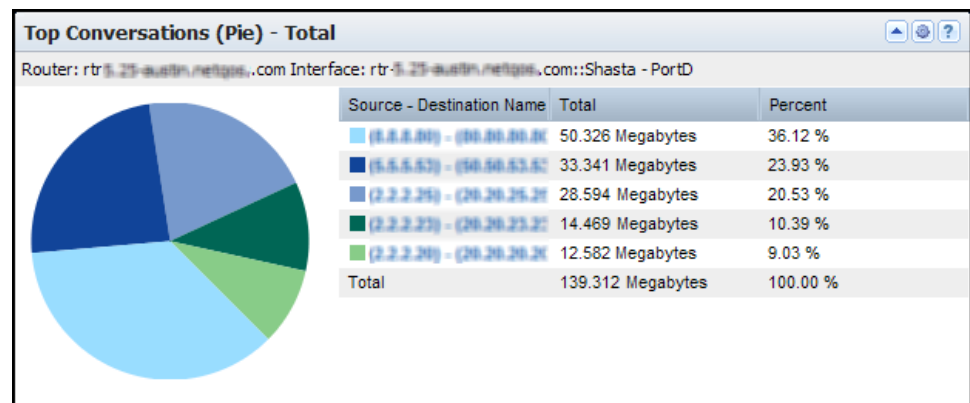 Top Conversations (Pie) - Total
?
Router: rtr .com Interface: rtr- .com::Shasta - PortD
Source - Destination Name Total Percent
50.326 Megabytes 36.12 %
33.341 Megabytes 23.93 %
28.594 Megabytes 20.53 %
14.469 Megabytes 10.39 %
12.582 Megabytes 9.03 %
Total 139.312 Megabytes 100.00 %